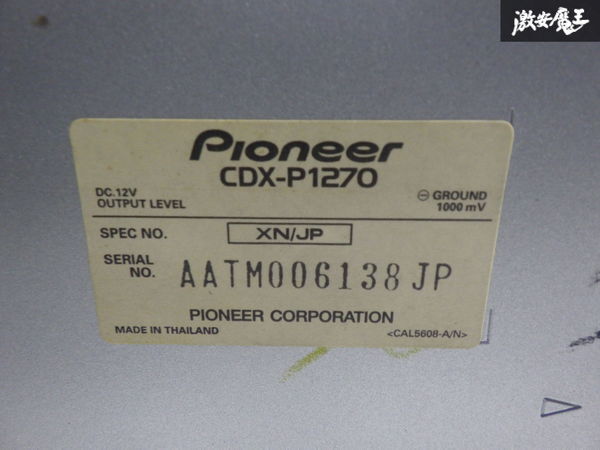 激安魔王
Pioneer
CDX-P1270
DC.12V ⊖ GROUND
OUTPUT LEVEL 1000 mV
SPEC NO. XN/JP
SERIAL NO. AATM006138JP
PIONEER CORPORATION
MADE IN THAILAND <CAL5608-A/N>